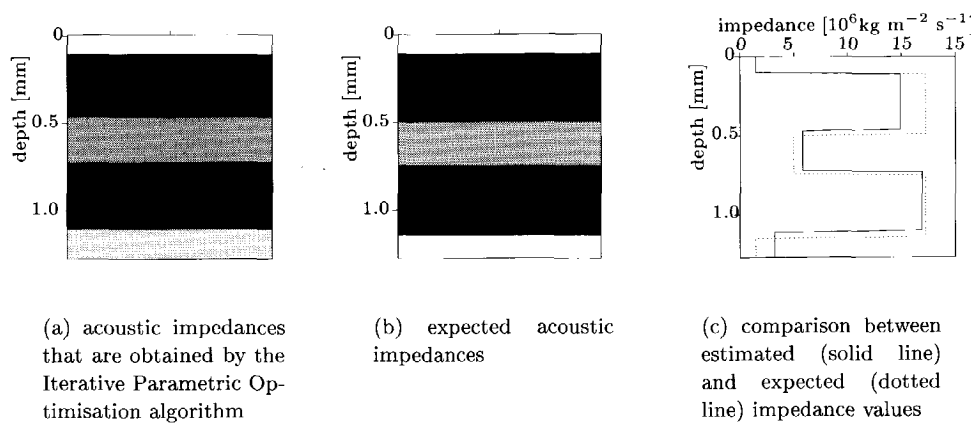 0
depth [mm]
0.5
1.0
0
depth [mm]
0.5
1.0
impedance [10⁶kg m⁻² s⁻¹]
0 5 10 15 15
0
depth [mm]
0.5
1.0
(a) acoustic impedances
that are obtained by the
Iterative Parametric Op-
timisation algorithm
(b) expected acoustic
impedances
(c) comparison between
estimated (solid line)
and expected (dotted
line) impedance values